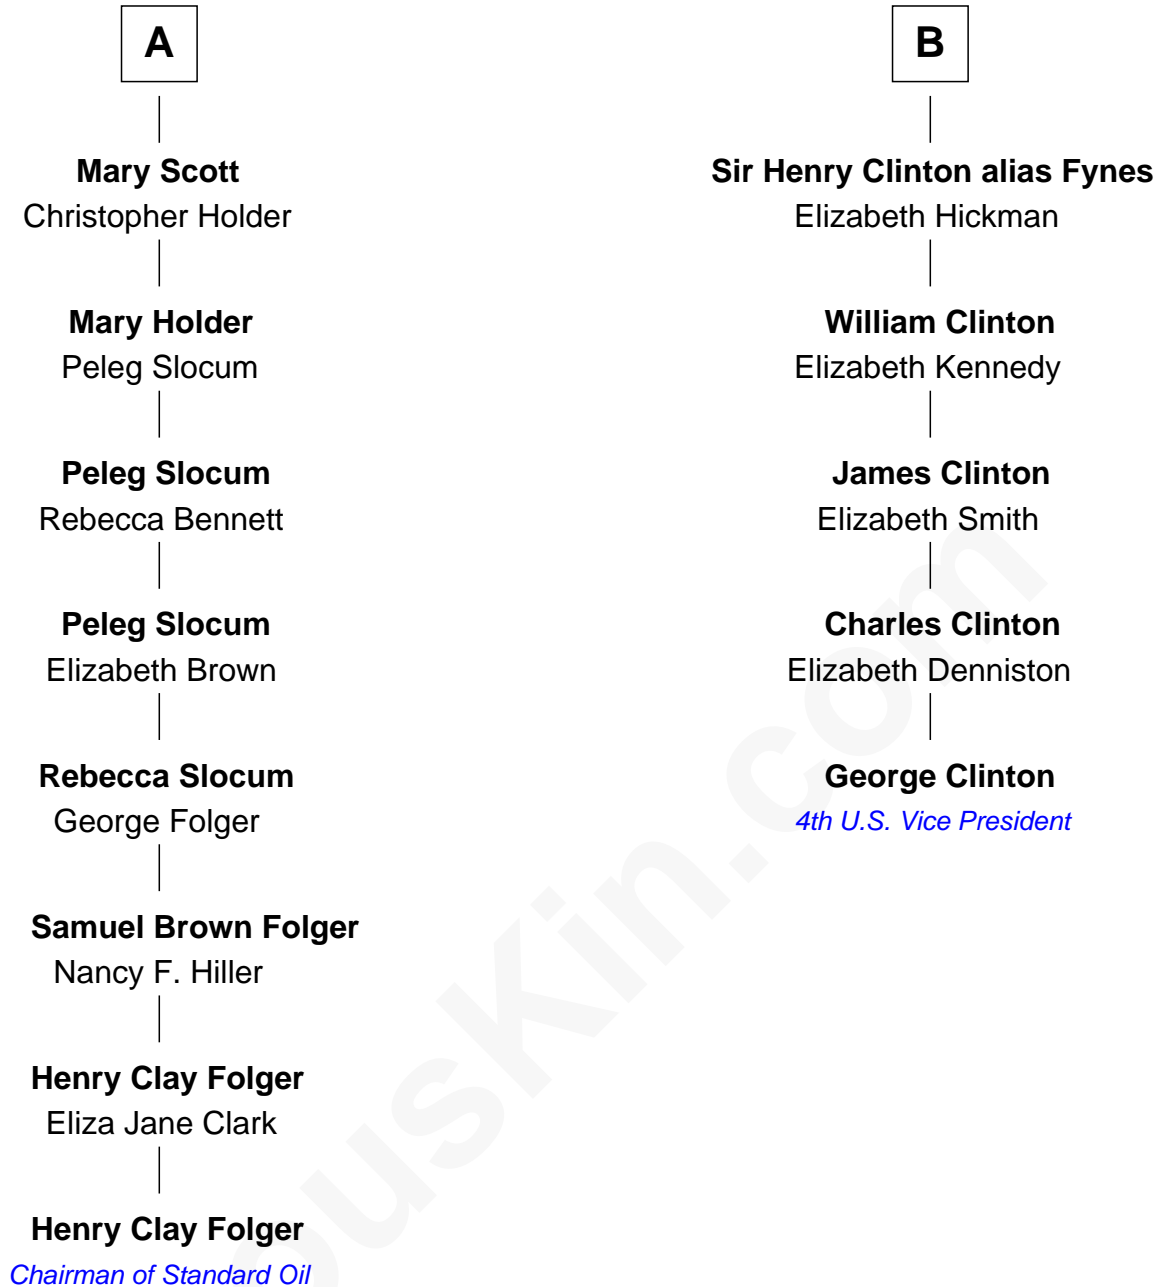 A
Mary Scott
Christopher Holder
Mary Holder
Peleg Slocum
Peleg Slocum
Rebecca Bennett
Peleg Slocum
Elizabeth Brown
Rebecca Slocum
George Folger
Samuel Brown Folger
Nancy F. Hiller
Henry Clay Folger
Eliza Jane Clark
Henry Clay Folger
Chairman of Standard Oil
B
Sir Henry Clinton alias Fynes
Elizabeth Hickman
William Clinton
Elizabeth Kennedy
James Clinton
Elizabeth Smith
Charles Clinton
Elizabeth Denniston
George Clinton
4th U.S. Vice President
ousKin.com